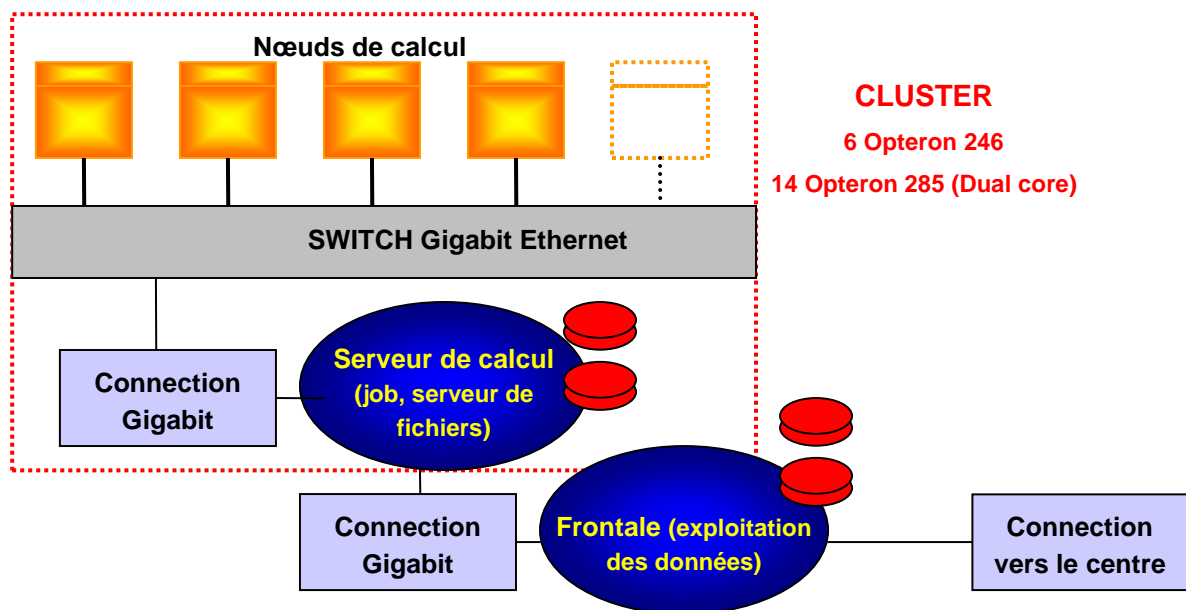 Nœuds de calcul
CLUSTER
6 Opteron 246
14 Opteron 285 (Dual core)
SWITCH Gigabit Ethernet
Connection
Gigabit
Serveur de calcul
(job, serveur de
fichiers)
Connection
Gigabit
Frontale (exploitation
des données)
Connection
vers le centre